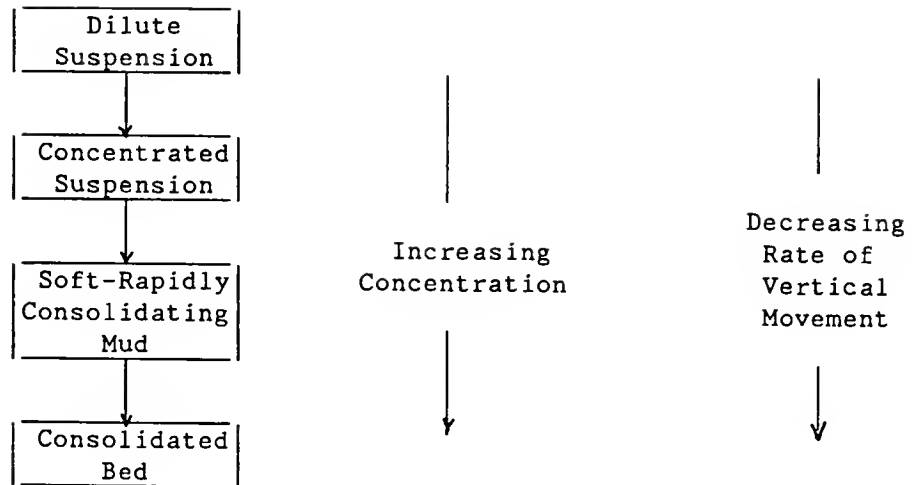 Dilute
Suspension
Concentrated
Suspension
Soft-Rapidly
Consolidating
Mud
Consolidated
Bed
Increasing
Concentration
Decreasing
Rate of
Vertical
Movement